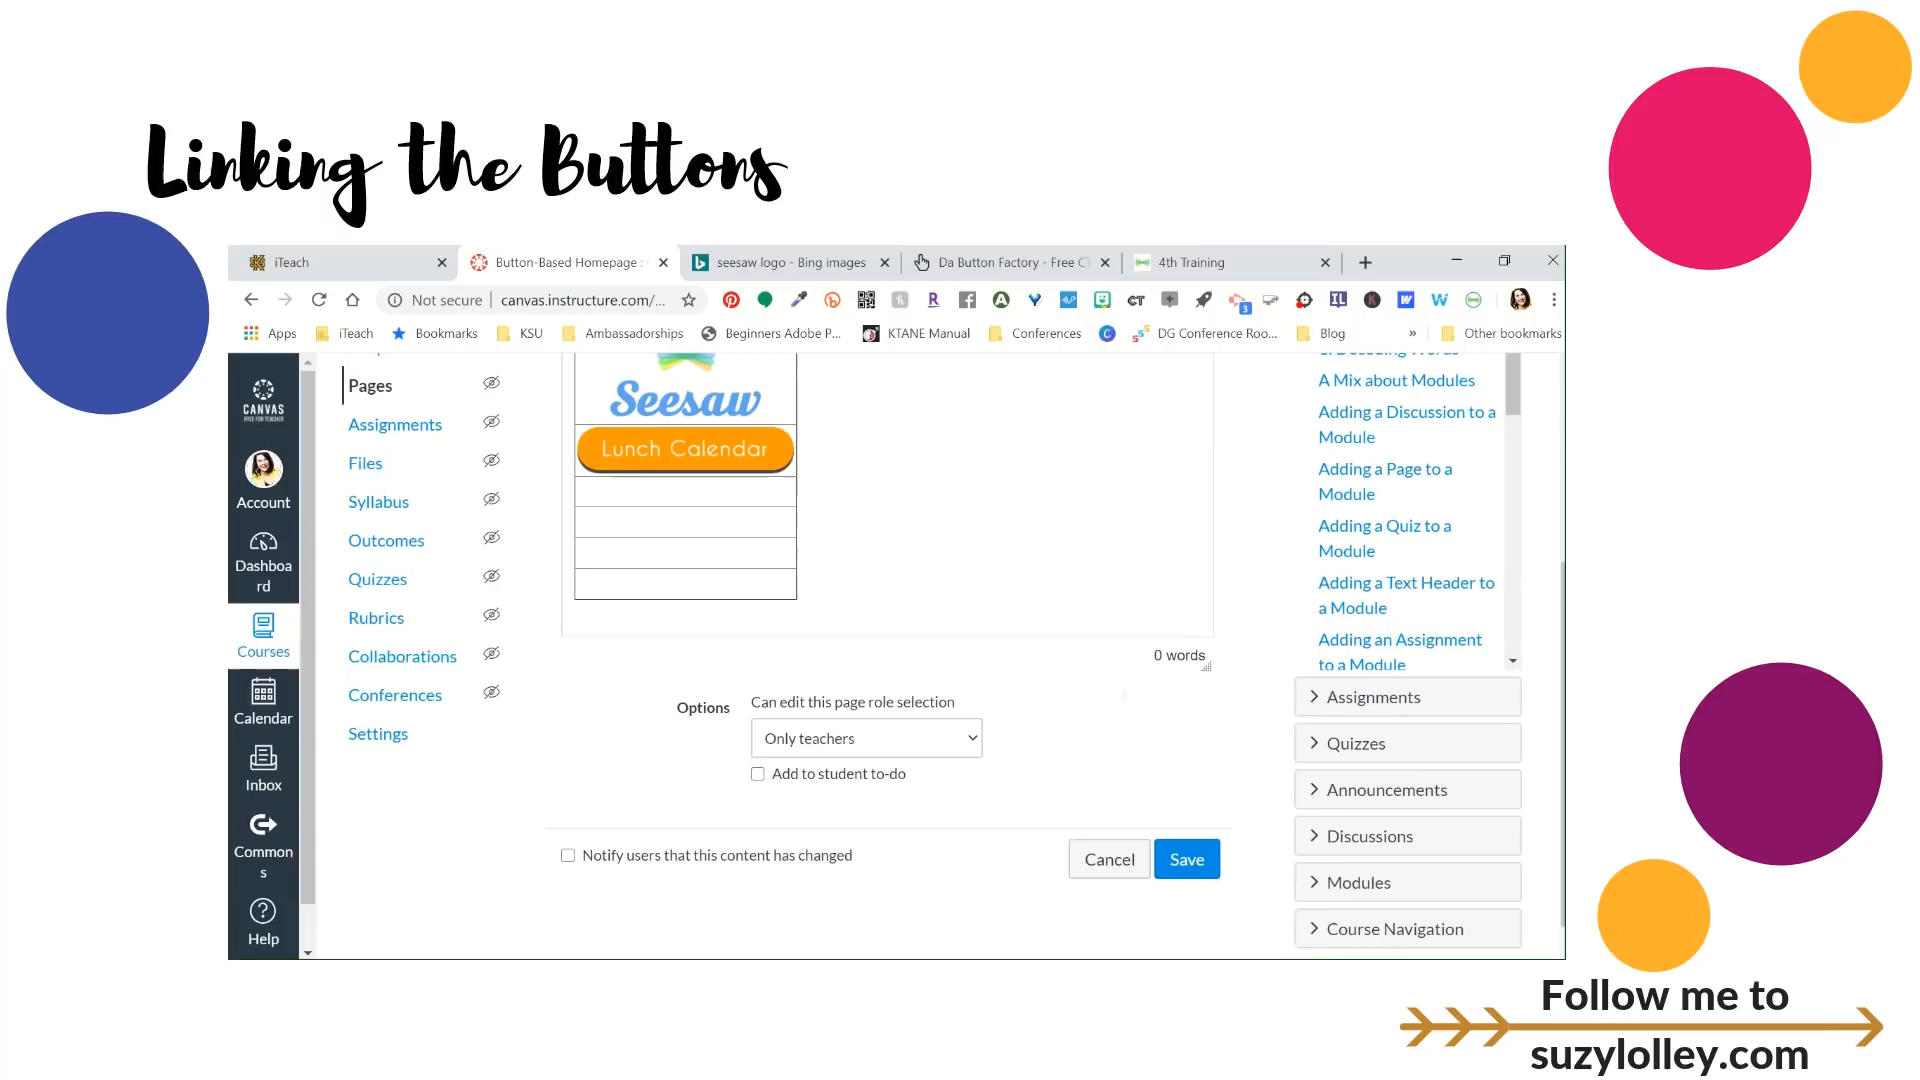 Linking the Buttons
iTeach
Button-Based Homepage :
seesaw logo - Bing images
Da Button Factory - Free C
4th Training
Not secure
canvas.instructure.com/...
Apps
iTeach
Bookmarks
KSU
Ambassadorships
Beginners Adobe P...
KTANE Manual
Conferences
DG Conference Roo...
Blog
»
Other bookmarks
CANVAS
FREE FOR TEACHER
Account
Dashboa
rd
Courses
Calendar
Inbox
Common
s
Help
Pages
Assignments
Files
Syllabus
Outcomes
Quizzes
Rubrics
Collaborations
Conferences
Settings
Seesaw
Lunch Calendar
0 words
Options
Can edit this page role selection
Only teachers
Add to student to-do
Notify users that this content has changed
Cancel
Save
A Mix about Modules
Adding a Discussion to a
Module
Adding a Page to a
Module
Adding a Quiz to a
Module
Adding a Text Header to
a Module
Adding an Assignment
to a Module
Assignments
Quizzes
Announcements
Discussions
Modules
Course Navigation
Follow me to
suzylolley.com